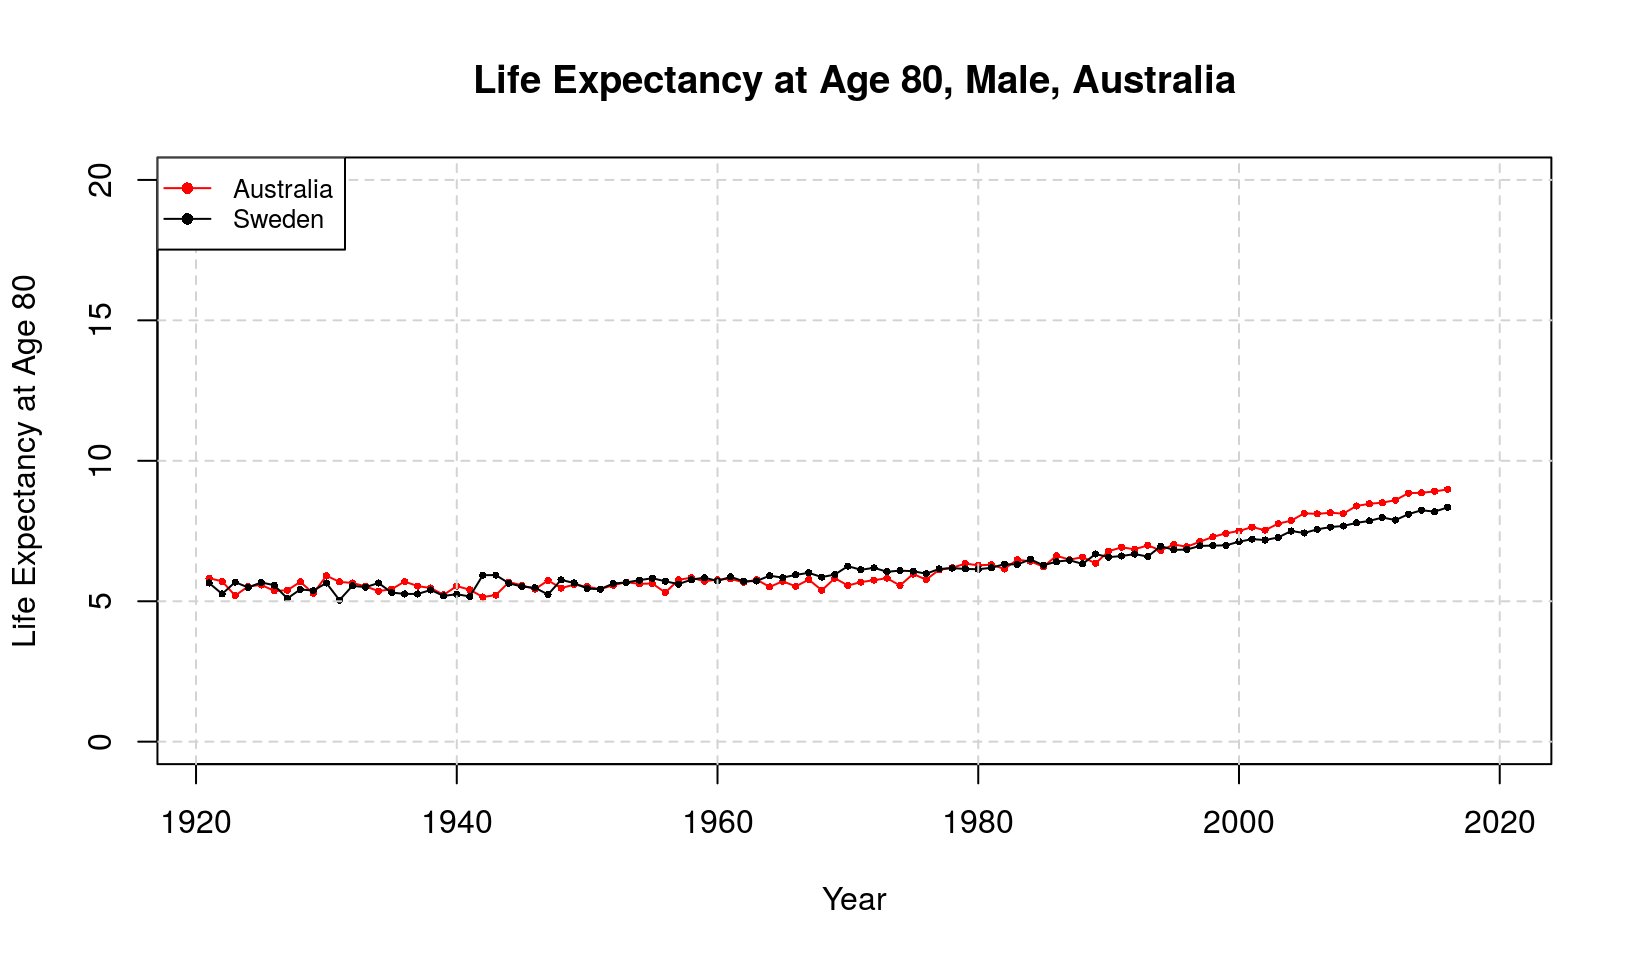 Life Expectancy at Age 80, Male, Australia
Australia
Sweden
Life Expectancy at Age 80
20
15
10
5
0
1920 1940 1960 1980 2000 2020
Year